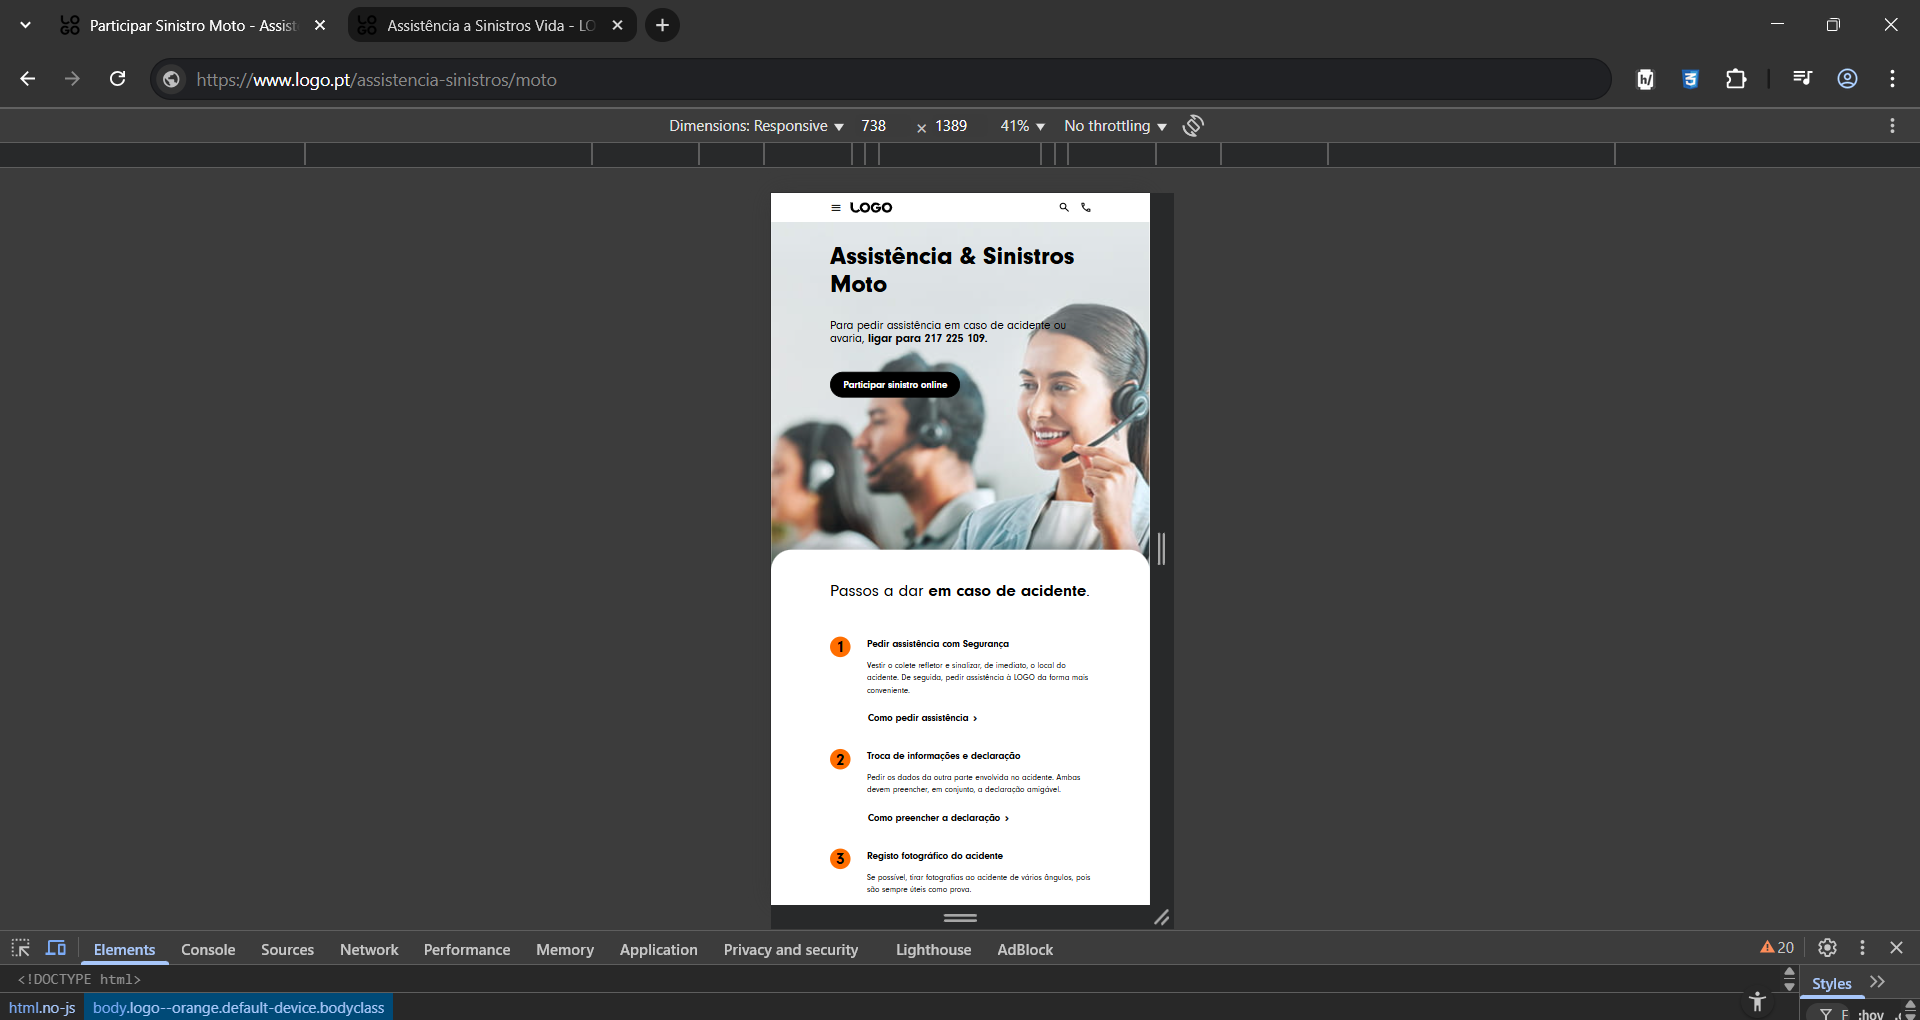 Participar Sinistro Moto - Assist
Assistência a Sinistros Vida - LO
https://www.logo.pt/assistencia-sinistros/moto
Dimensions: Responsive 738 × 1389 41% No throttling
LOGO
Assistência & Sinistros
Moto
Para pedir assistência em caso de acidente ou
avaria, ligar para 217 225 109.
Participar sinistro online
Passos a dar em caso de acidente.
1
Pedir assistência com Segurança
Vestir o colete refletor e sinalizar, de imediato, o local do
acidente. De seguida, pedir assistência à LOGO da forma mais
conveniente.
Como pedir assistência ›
2
Troca de informações e declaração
Pedir os dados da outra parte envolvida no acidente. Ambas
devem preencher, em conjunto, a declaração amigável.
Como preencher a declaração ›
3
Registo fotográfico do acidente
Se possível, tirar fotografias ao acidente de vários ângulos, pois
são sempre úteis como prova.
Elements Console Sources Network Performance Memory Application Privacy and security Lighthouse AdBlock 20
<!DOCTYPE html>
Styles
html.no-js body.logo--orange.default-device.bodyclass
F :hov